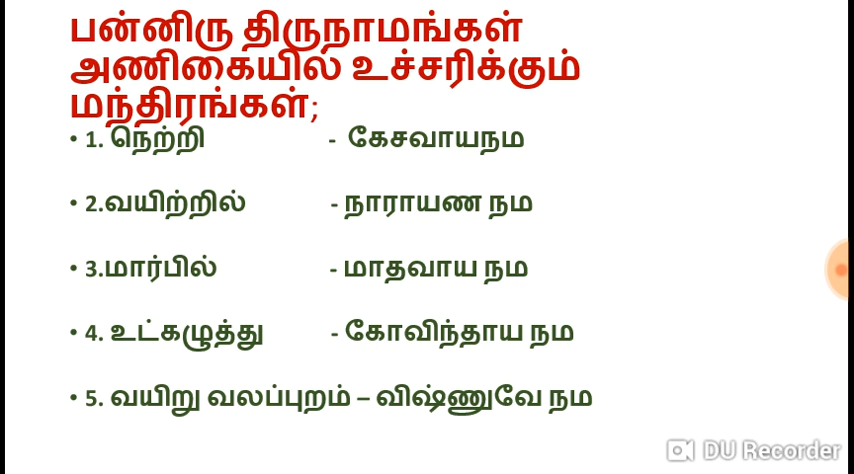 பன்னிரு திருநாமங்கள்
அணிகையில் உச்சரிக்கும்
மந்திரங்கள்;
• 1. நெற்றி - கேசவாயநம
• 2.வயிற்றில் - நாராயண நம
• 3.மார்பில் - மாதவாய நம
• 4. உட்கழுத்து - கோவிந்தாய நம
• 5. வயிறு வலப்புறம் – விஷ்ணுவே நம
DU Recorder